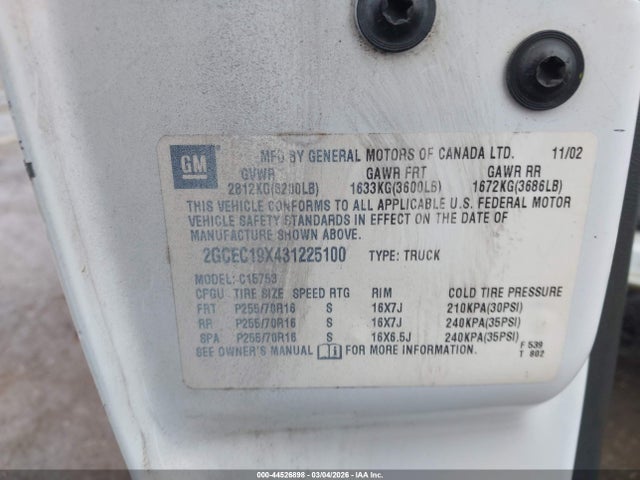 GM
MFD BY GENERAL MOTORS OF CANADA LTD. 11/02
GVWR GAWR FRT GAWR RR
2812KG(6200LB) 1633KG(3600LB) 1672KG(3686LB)
THIS VEHICLE CONFORMS TO ALL APPLICABLE U.S. FEDERAL MOTOR
VEHICLE SAFETY STANDARDS IN EFFECT ON THE DATE OF
MANUFACTURE SHOWN ABOVE.
2GCEC19X431225100 TYPE: TRUCK
MODEL: C15753
CFGU TIRE SIZE SPEED RTG RIM COLD TIRE PRESSURE
FRT P255/70R16 S 16X7J 210KPA(30PSI)
RR P255/70R16 S 16X7J 240KPA(35PSI)
SPA P255/70R16 S 16X6.5J 240KPA(35PSI)
SEE OWNER'S MANUAL FOR MORE INFORMATION.
F 539
T 802
000-44526898 - 03/04/2026 - IAAI.COM